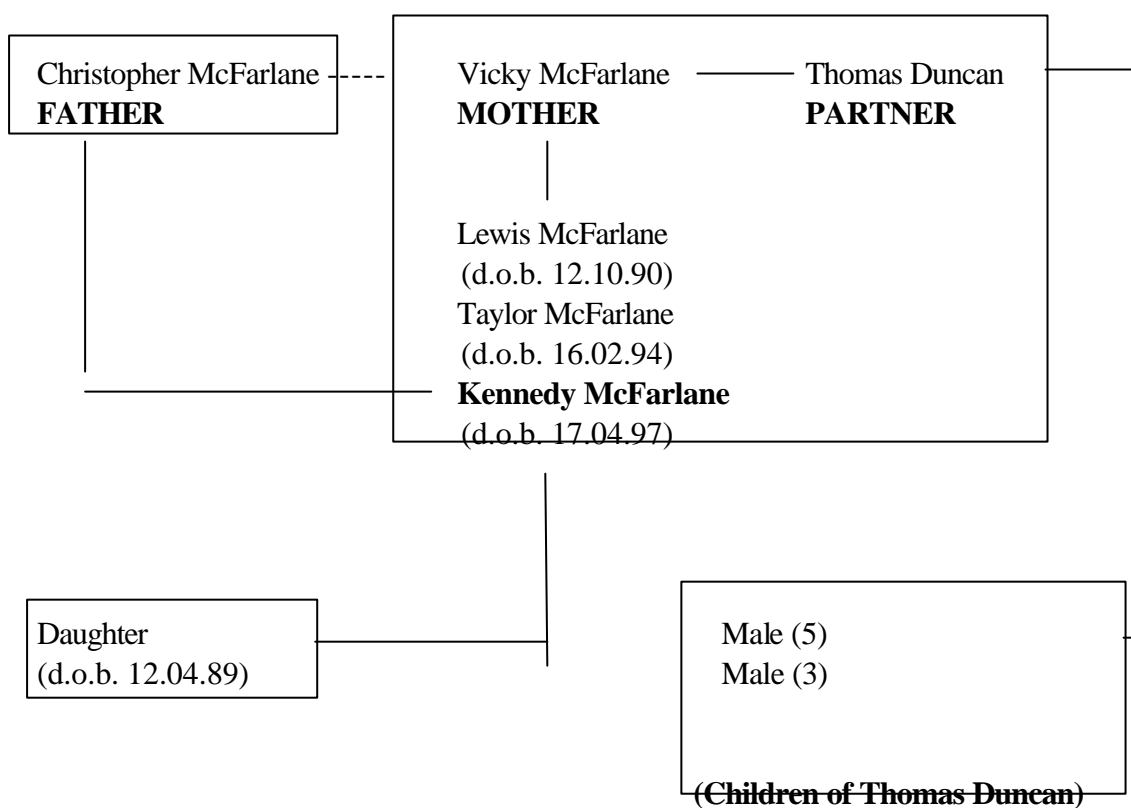 Christopher McFarlane
FATHER
Vicky McFarlane
MOTHER
Thomas Duncan
PARTNER
Lewis McFarlane
(d.o.b. 12.10.90)
Taylor McFarlane
(d.o.b. 16.02.94)
Kennedy McFarlane
(d.o.b. 17.04.97)
Daughter
(d.o.b. 12.04.89)
Male (5)
Male (3)
(Children of Thomas Duncan)